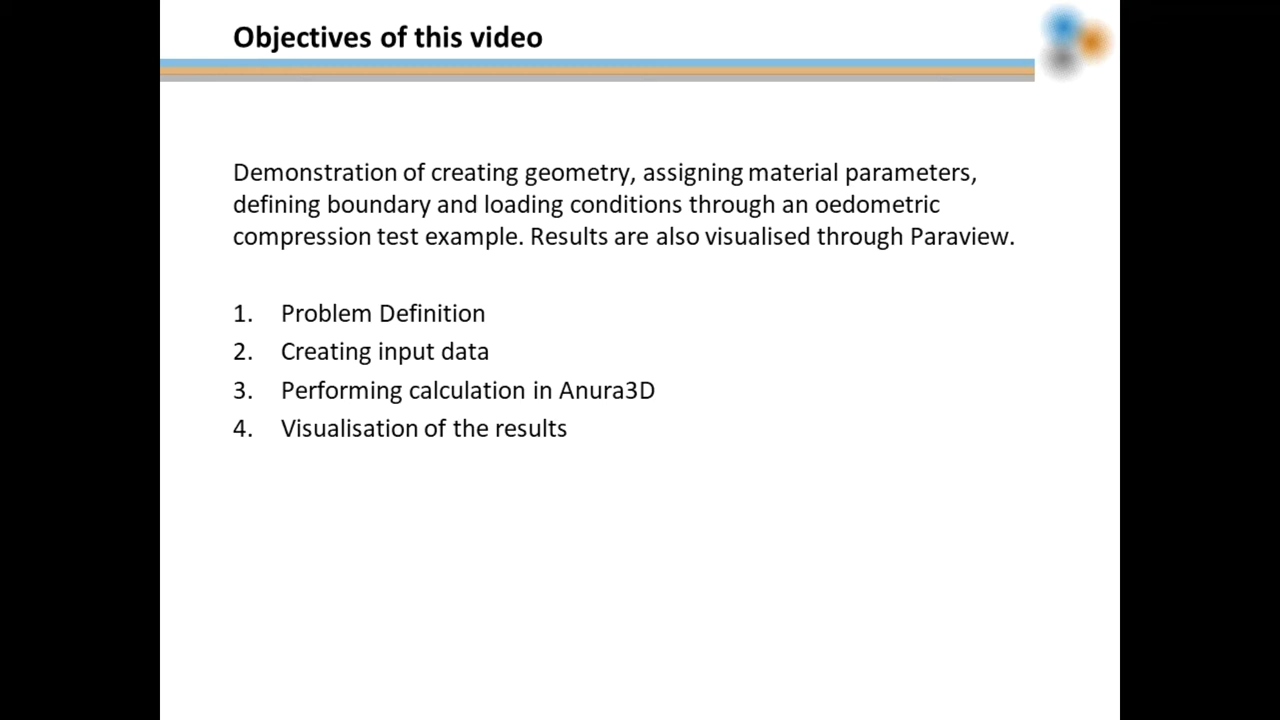 Objectives of this video
Demonstration of creating geometry, assigning material parameters,
defining boundary and loading conditions through an oedometric
compression test example. Results are also visualised through Paraview.
1. Problem Definition
2. Creating input data
3. Performing calculation in Anura3D
4. Visualisation of the results